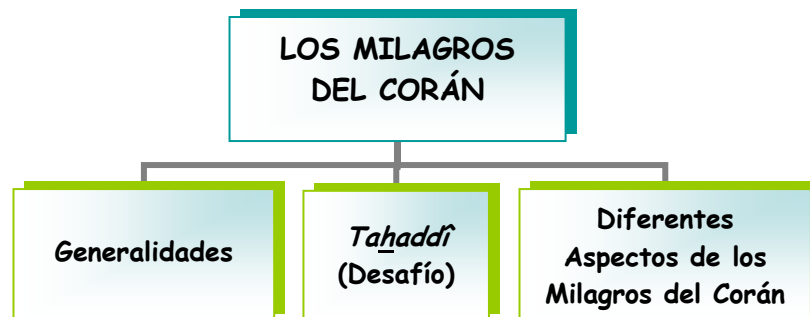 LOS MILAGROS
DEL CORÁN
Generalidades
Tahaddî
(Desafío)
Diferentes
Aspectos de los
Milagros del Corán